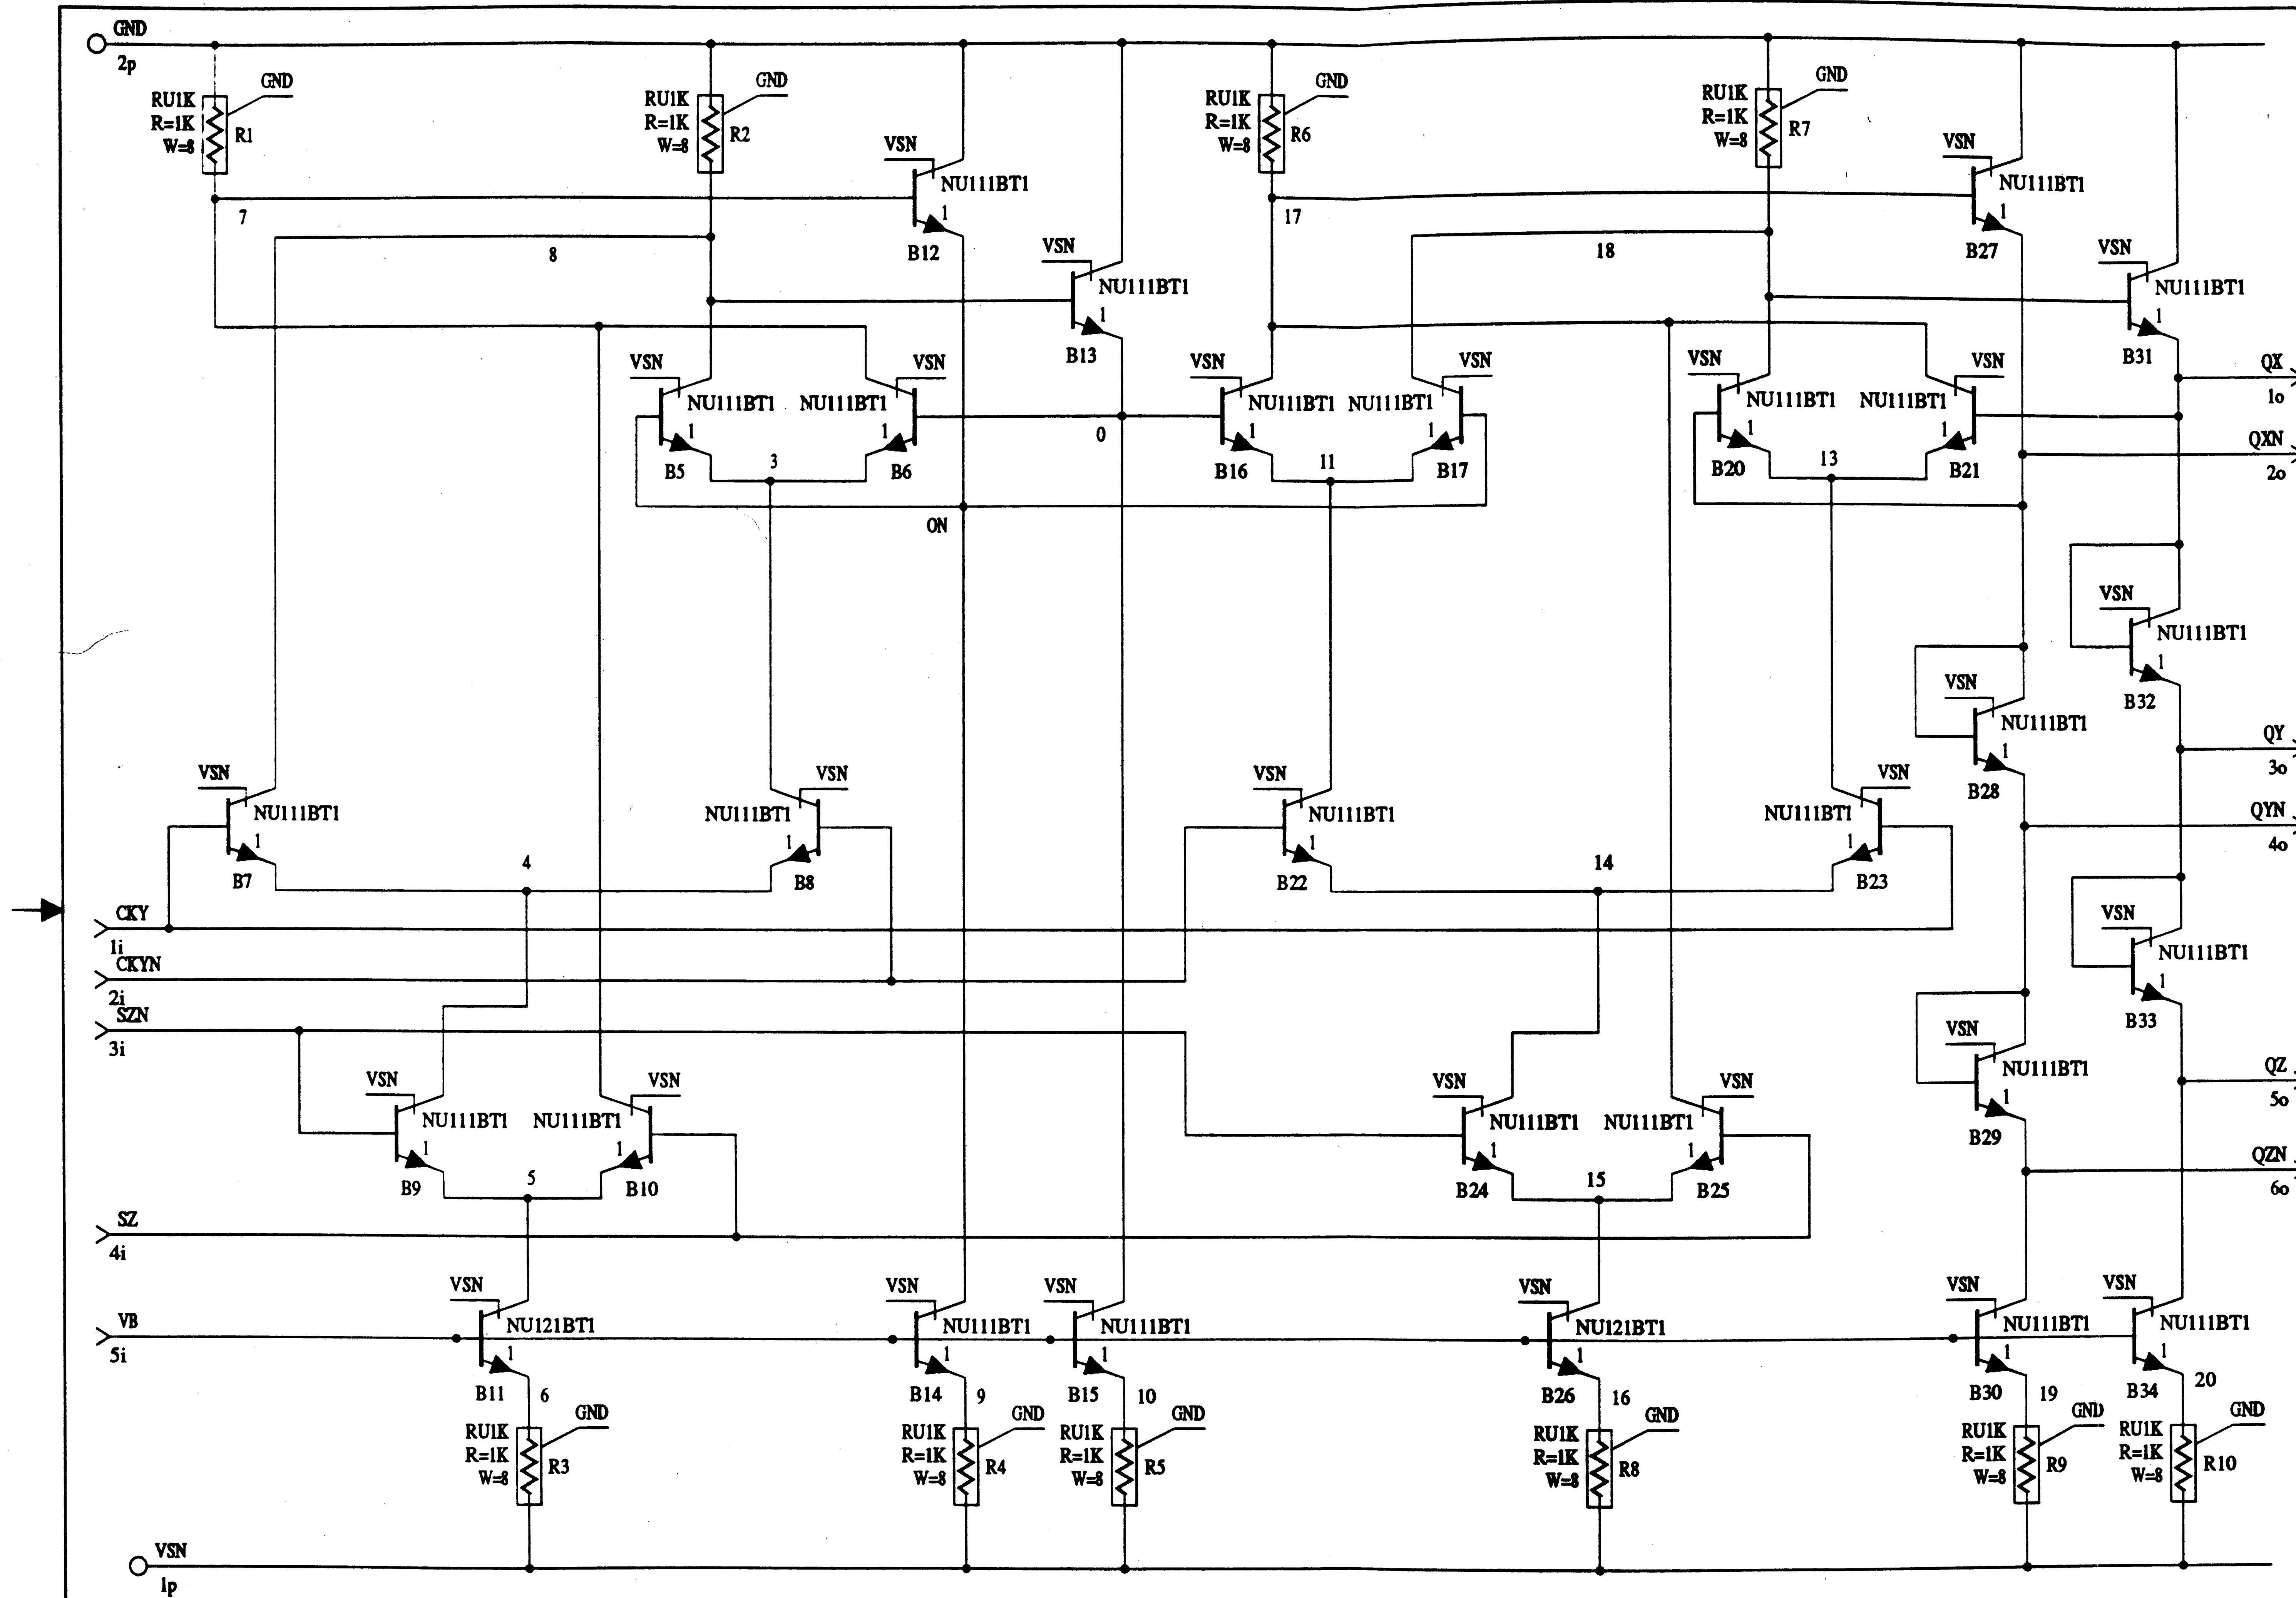 GND
2p
GND
RU1K
R=1K
W=8
R1
GND
RU1K
R=1K
W=8
R2
GND
RU1K
R=1K
W=8
R6
GND
RU1K
R=1K
W=8
R7
VSN
NU111BT1
1
B12
VSN
NU111BT1
1
B27
7
8
17
18
VSN
NU111BT1
1
B13
VSN
NU111BT1
1
B31
VSN
NU111BT1
1
B5
VSN
NU111BT1
1
B6
3
0
ON
VSN
NU111BT1
1
B16
VSN
NU111BT1
1
B17
11
VSN
NU111BT1
1
B20
VSN
NU111BT1
1
B21
13
QX
1o
QXN
2o
VSN
NU111BT1
1
B32
VSN
NU111BT1
1
B28
QY
3o
QYN
4o
VSN
NU111BT1
1
B7
VSN
NU111BT1
1
B8
4
VSN
NU111BT1
1
B22
VSN
NU111BT1
1
B23
14
CKY
1i
CKYN
2i
SZN
3i
VSN
NU111BT1
1
B33
VSN
NU111BT1
1
B29
QZ
5o
QZN
6o
VSN
NU111BT1
1
B9
VSN
NU111BT1
1
B10
5
VSN
NU111BT1
1
B24
VSN
NU111BT1
1
B25
15
SZ
4i
VB
5i
VSN
NU121BT1
1
B11
6
VSN
NU111BT1
1
B14
9
VSN
NU111BT1
1
B15
10
VSN
NU121BT1
1
B26
16
VSN
NU111BT1
1
B30
19
VSN
NU111BT1
1
B34
20
GND
RU1K
R=1K
W=8
R3
GND
RU1K
R=1K
W=8
R4
GND
RU1K
R=1K
W=8
R5
GND
RU1K
R=1K
W=8
R8
GND
RU1K
R=1K
W=8
R9
GND
RU1K
R=1K
W=8
R10
VSN
1p